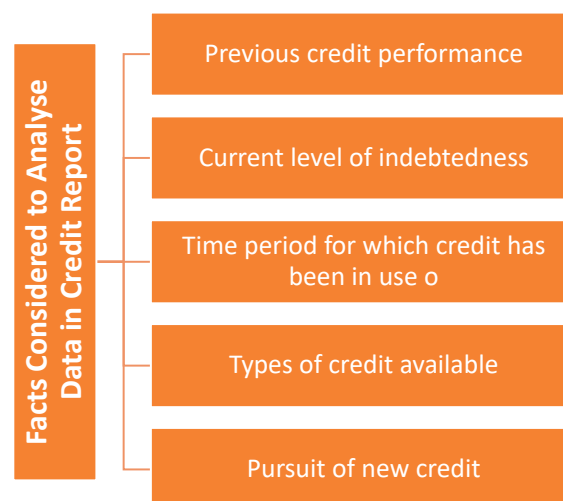 Facts Considered to Analyse
Data in Credit Report
Previous credit performance
Current level of indebtedness
Time period for which credit has
been in use o
Types of credit available
Pursuit of new credit